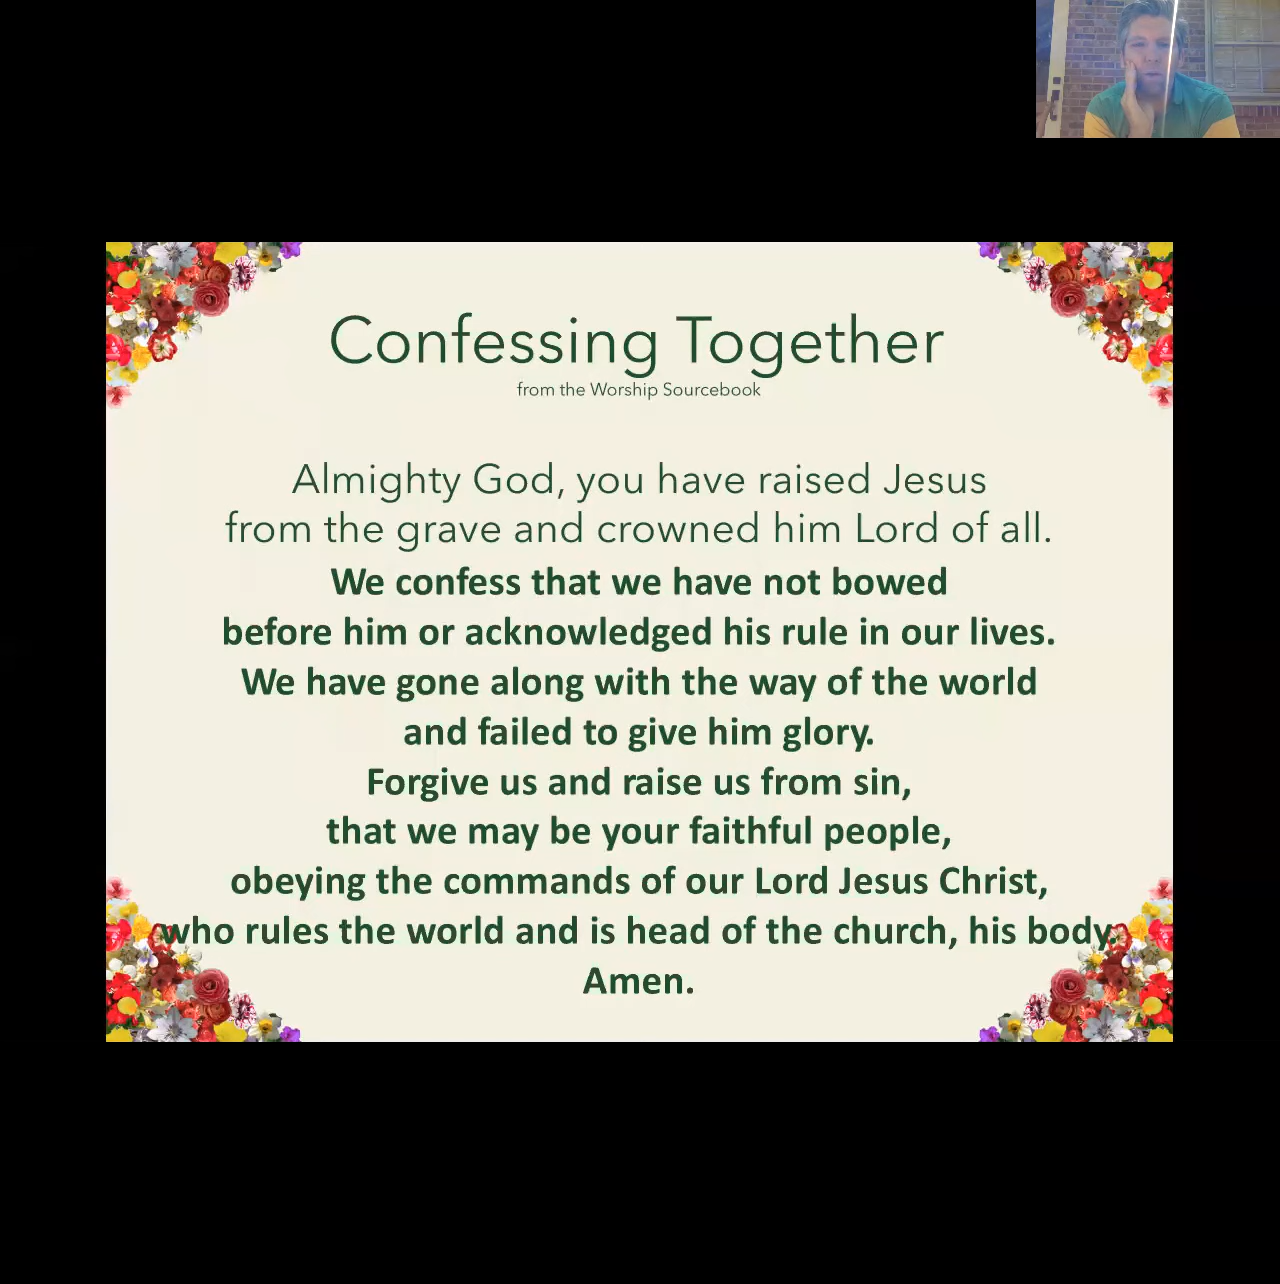 Confessing Together
from the Worship Sourcebook
Almighty God, you have raised Jesus
from the grave and crowned him Lord of all.
We confess that we have not bowed
before him or acknowledged his rule in our lives.
We have gone along with the way of the world
and failed to give him glory.
Forgive us and raise us from sin,
that we may be your faithful people,
obeying the commands of our Lord Jesus Christ,
who rules the world and is head of the church, his body.
Amen.